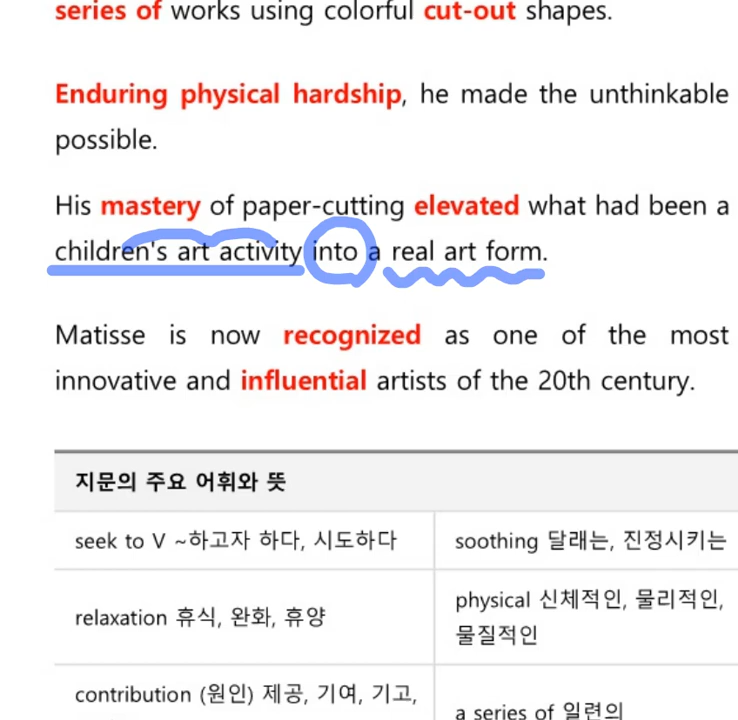 series of works using colorful cut-out shapes.
Enduring physical hardship, he made the unthinkable
possible.
His mastery of paper-cutting elevated what had been a
children's art activity into a real art form.
Matisse is now recognized as one of the most
innovative and influential artists of the 20th century.
지문의 주요 어휘와 뜻
seek to V ~하고자 하다, 시도하다
soothing 달래는, 진정시키는
relaxation 휴식, 완화, 휴양
physical 신체적인, 물리적인,
물질적인
contribution (원인) 제공, 기여, 기고,
a series of 일련의